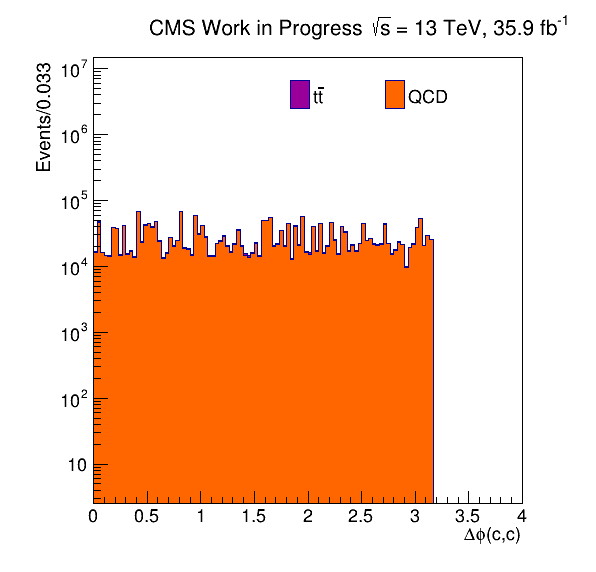 CMS Work in Progress √s = 13 TeV, 35.9 fb⁻¹
Events/0.033
10⁷
10⁶
10⁵
10⁴
10³
10²
10
tt̄
QCD
0 0.5 1 1.5 2 2.5 3 3.5 4
Δϕ(c,c)